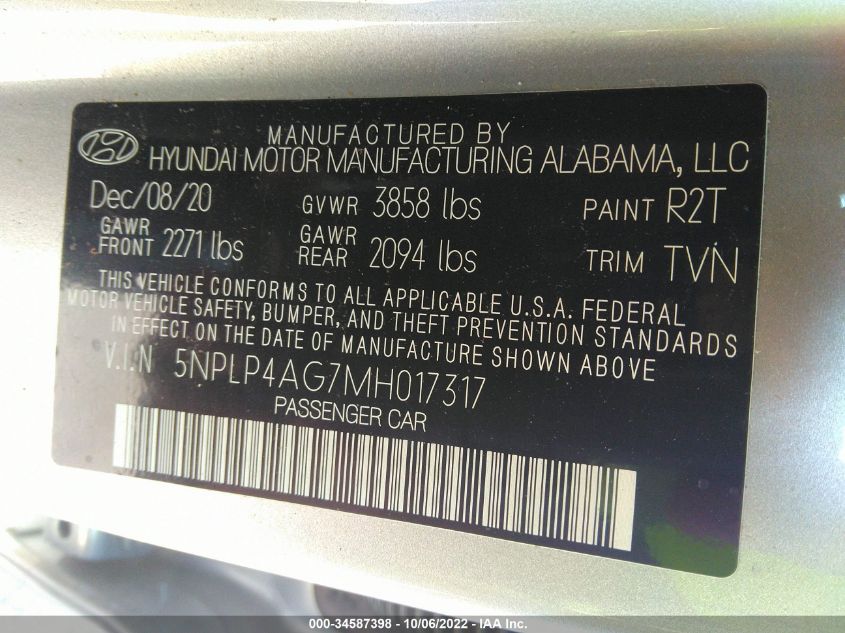 MANUFACTURED BY
HYUNDAI MOTOR MANUFACTURING ALABAMA, LLC
Dec/08/20 GVWR 3858 lbs PAINT R2T
GAWR FRONT 2271 lbs GAWR REAR 2094 lbs TRIM TVN
THIS VEHICLE CONFORMS TO ALL APPLICABLE U.S.A. FEDERAL
MOTOR VEHICLE SAFETY, BUMPER, AND THEFT PREVENTION STANDARDS
IN EFFECT ON THE DATE OF MANUFACTURE SHOWN ABOVE
V.I.N 5NPLP4AG7MH017317
PASSENGER CAR
000-34587398 - 10/06/2022 - IAA Inc.